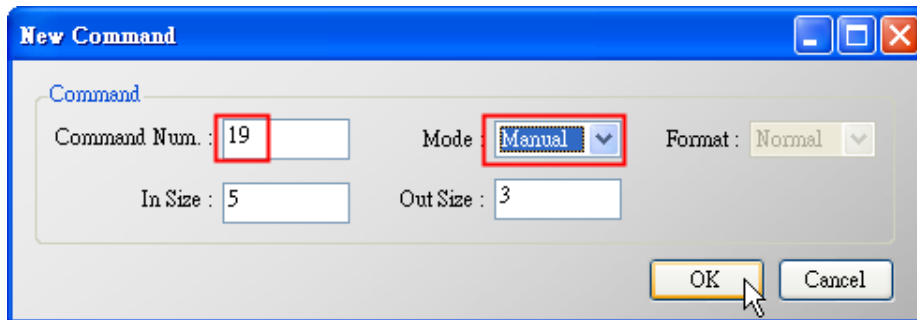 New Command
Command
Command Num. : 19 Mode : Manual Format : Normal
In Size : 5 Out Size : 3
OK Cancel